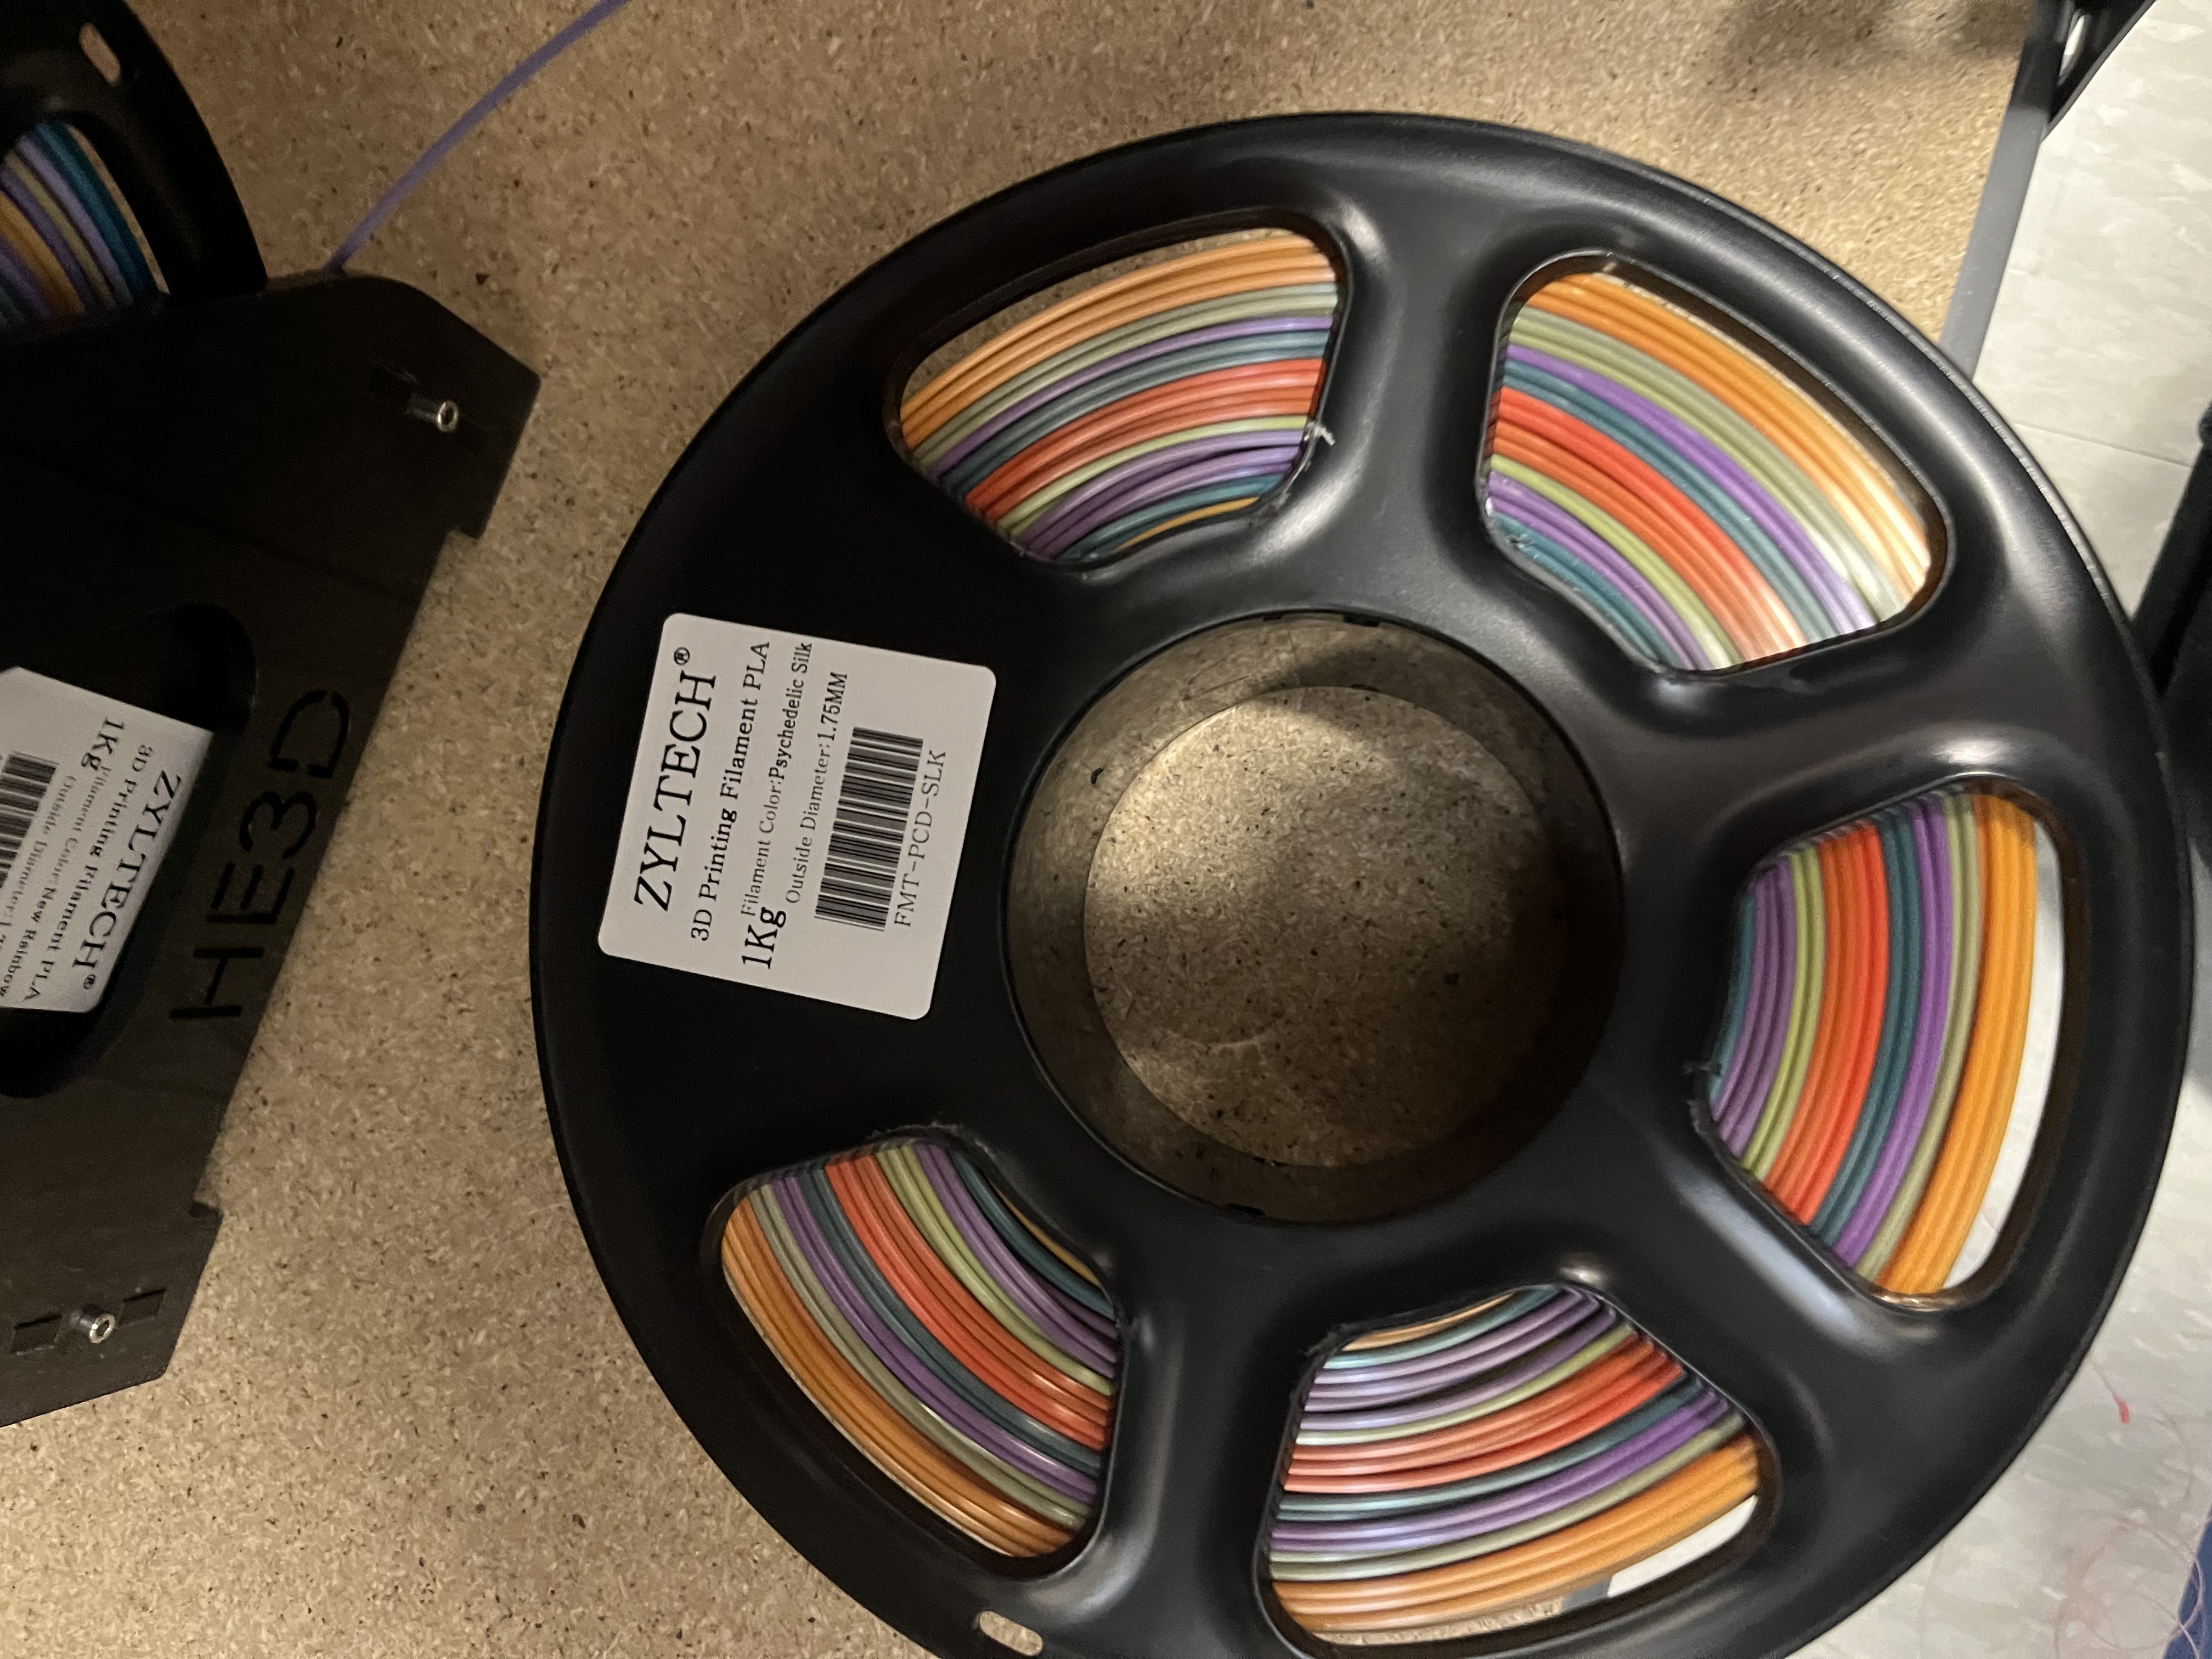 ZYLTECH®
3D Printing Filament PLA
1Kg
Filament Color:New Rainbow
Outside Diameter:1.7
HE3D
ZYLTECH®
3D Printing Filament PLA
1Kg
Filament Color:Psychedelic Silk
Outside Diameter:1.75MM
FMT-PCD-SLK